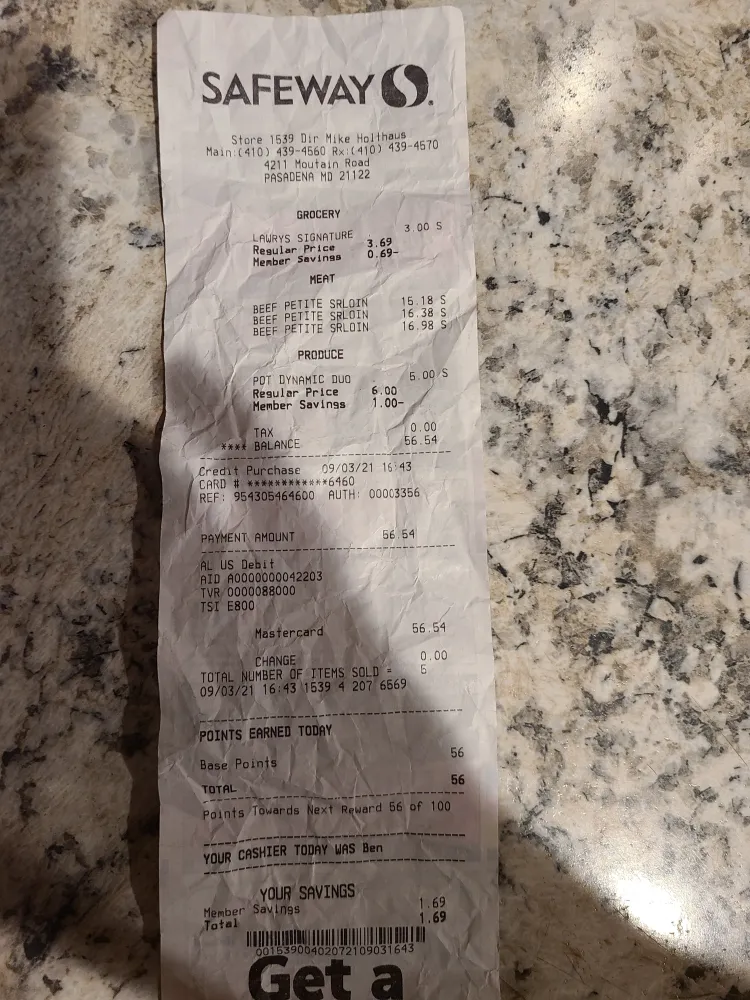 SAFEWAY
Store 1539 Dir Mike Holthaus
Main:(410) 439-4560 Rx:(410) 439-4570
4211 Moutain Road
PASADENA MD 21122
GROCERY
LAWRYS SIGNATURE 3.00 S
Regular Price 3.69
Member Savings 0.69-
MEAT
BEEF PETITE SRLOIN 15.18 S
BEEF PETITE SRLOIN 16.38 S
BEEF PETITE SRLOIN 16.98 S
PRODUCE
POT DYNAMIC DUO 5.00 S
Regular Price 6.00
Member Savings 1.00-
TAX 0.00
**** BALANCE 56.54
Credit Purchase 09/03/21 16:43
CARD # ************6460
REF: 954305464600 AUTH: 00003356
PAYMENT AMOUNT 56.54
AL US Debit
AID A0000000042203
TVR 0000088000
TSI E800
Mastercard 56.54
CHANGE 0.00
TOTAL NUMBER OF ITEMS SOLD = 5
09/03/21 16:43 1539 4 207 6569
POINTS EARNED TODAY
Base Points 56
TOTAL 56
Points Towards Next Reward 56 of 100
YOUR CASHIER TODAY WAS Ben
YOUR SAVINGS
Member Savings 1.69
Total 1.69
00153900402072109031643
Get a